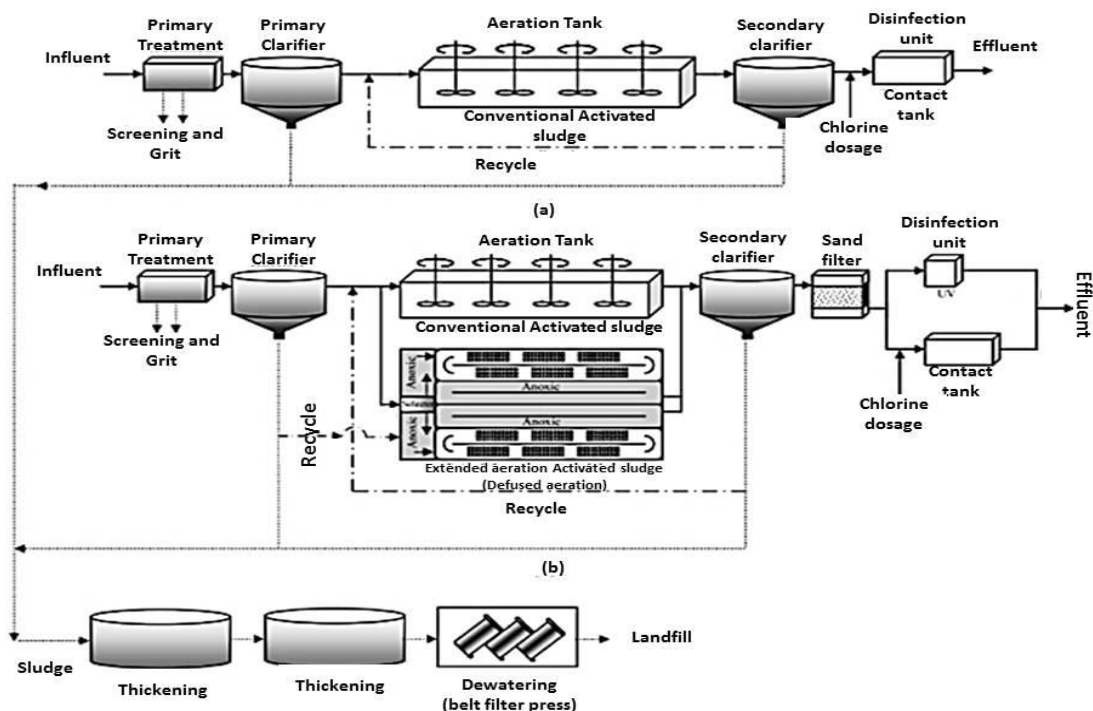 Influent
Primary
Treatment
Screening and
Grit
Primary
Clarifier
Aeration Tank
Conventional Activated
sludge
Recycle
Secondary
clarifier
Chlorine
dosage
Disinfection
unit
Contact
tank
Effluent
(a)
Influent
Primary
Treatment
Screening and
Grit
Primary
Clarifier
Recycle
Aeration Tank
Conventional Activated sludge
Anoxic
Anoxic
Anoxic
Anoxic
Extended aeration Activated sludge
(Defused aeration)
Recycle
Secondary
clarifier
Sand
filter
Disinfection
unit
UV
Contact
tank
Chlorine
dosage
Effluent
(b)
Sludge
Thickening
Thickening
Dewatering
(belt filter press)
Landfill